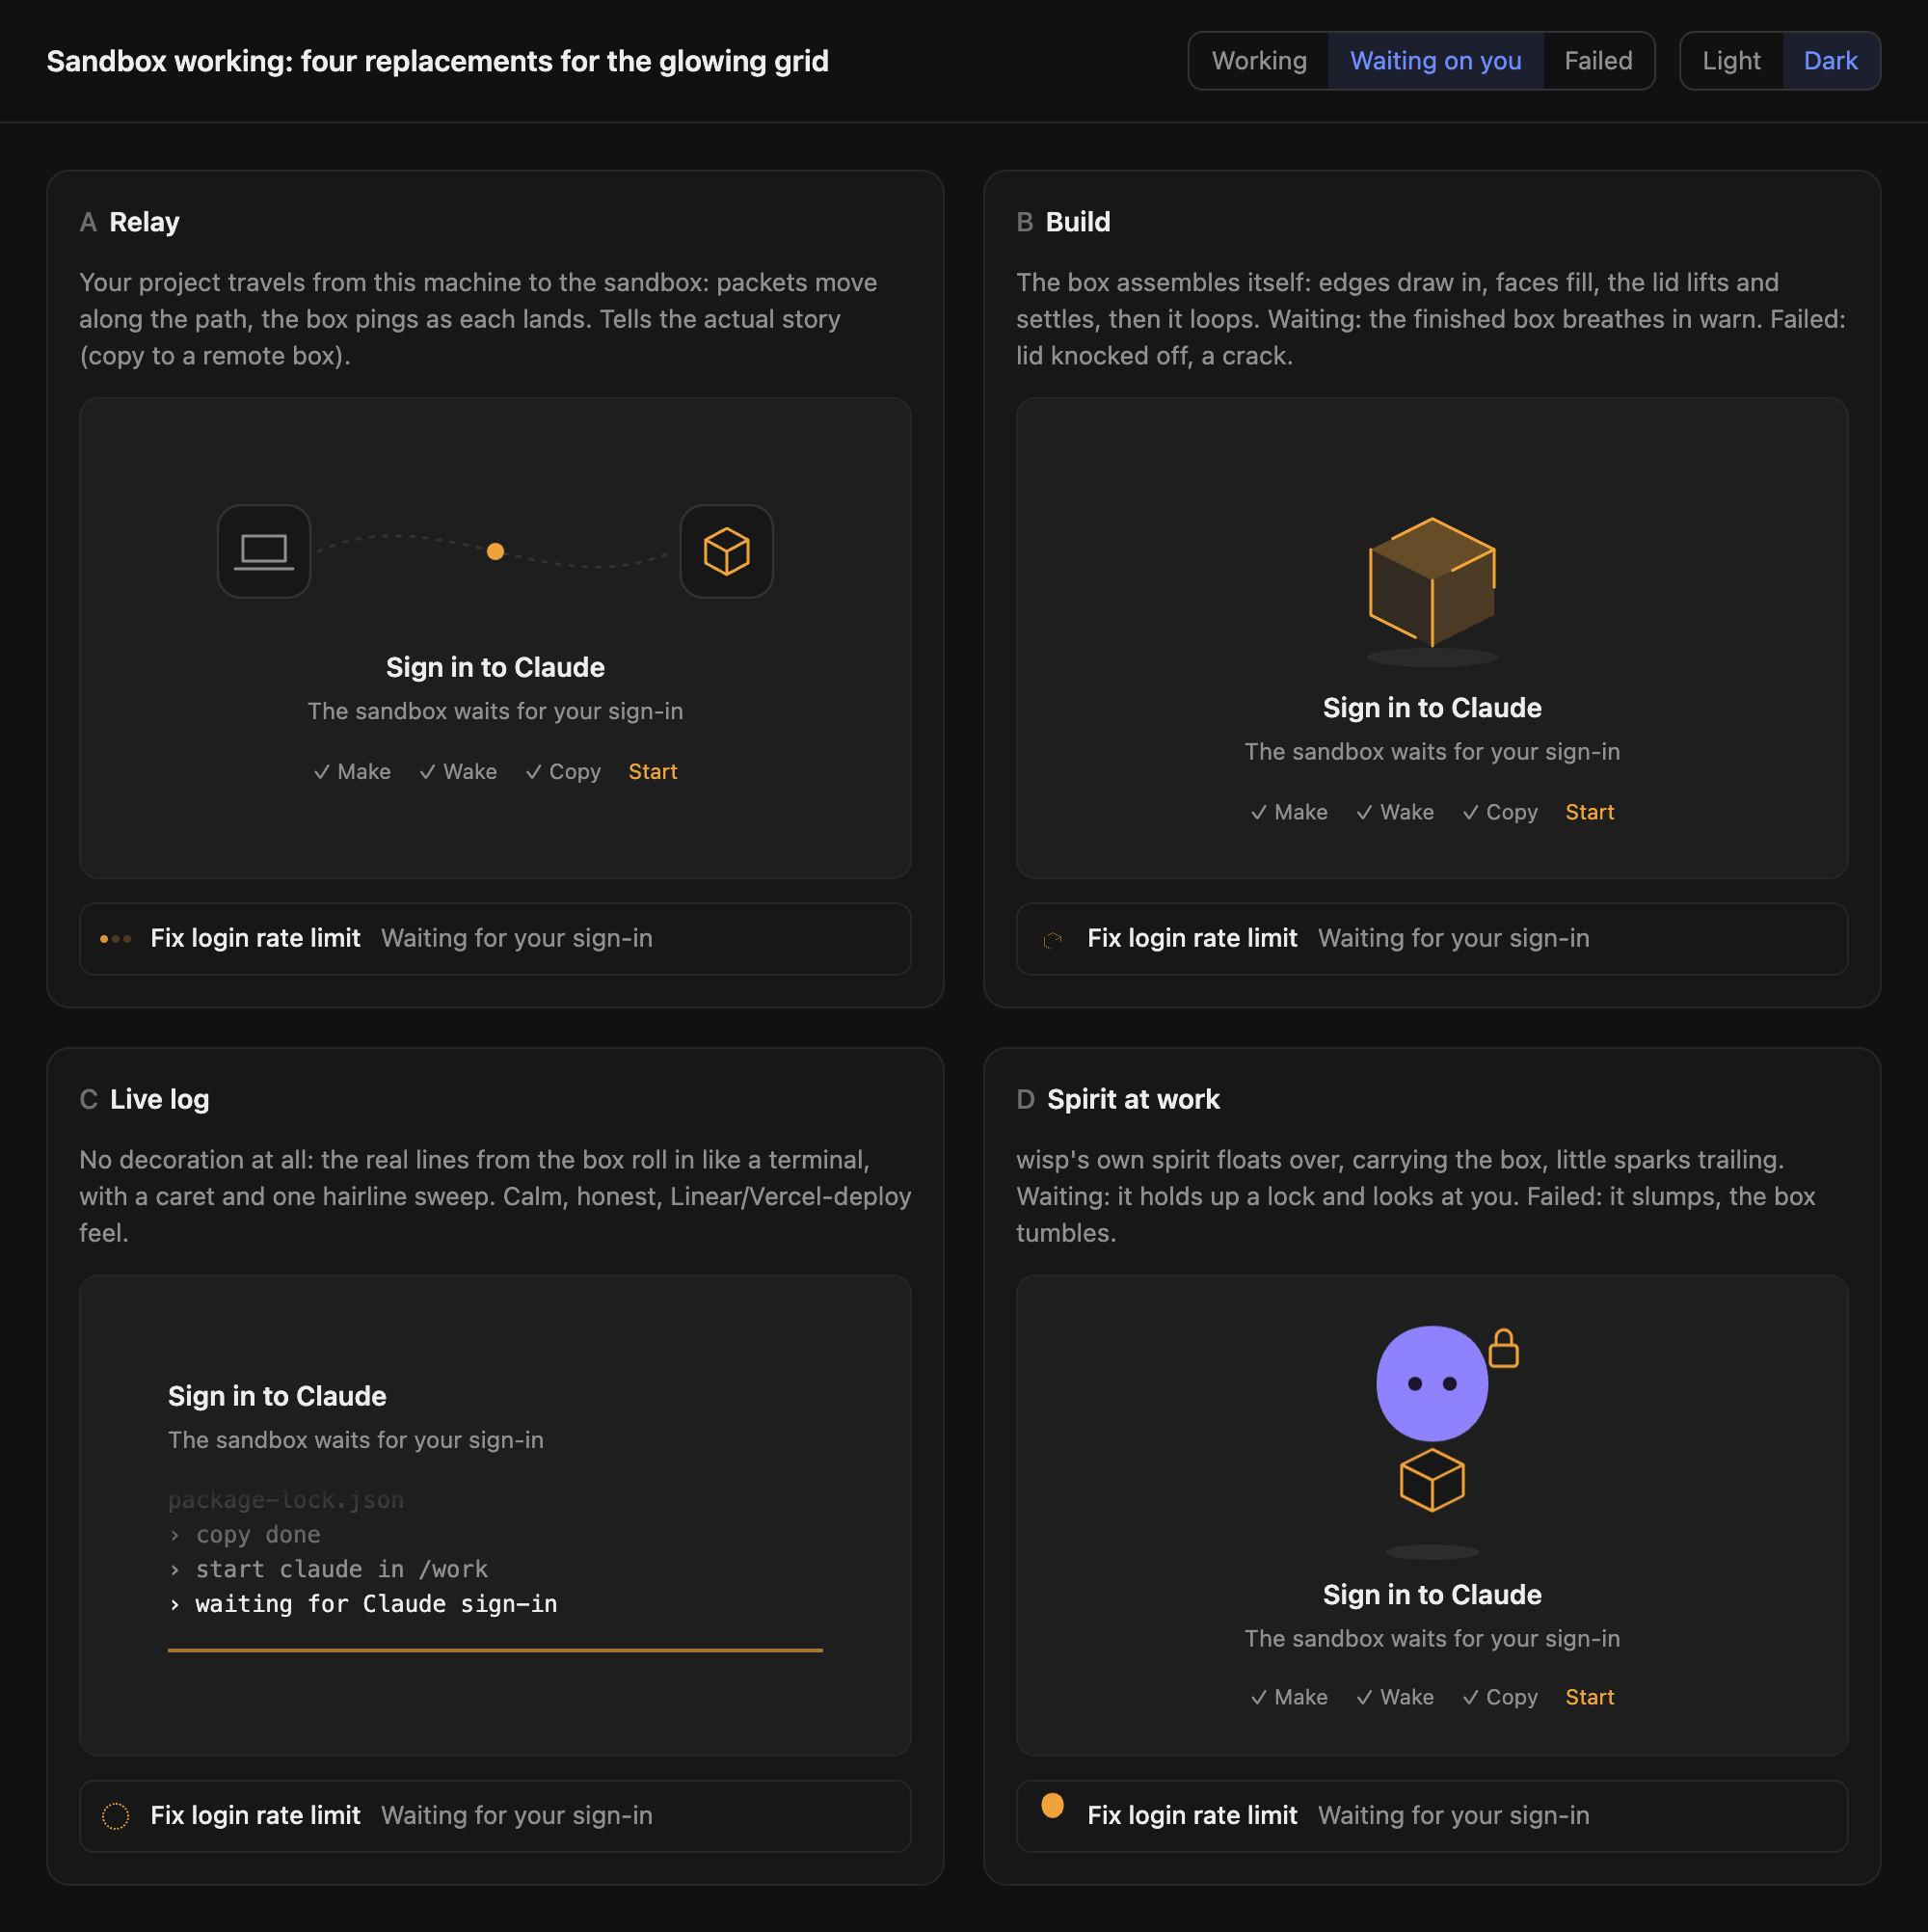 Sandbox working: four replacements for the glowing grid
Working
Waiting on you
Failed
Light
Dark
A Relay
Your project travels from this machine to the sandbox: packets move
along the path, the box pings as each lands. Tells the actual story
(copy to a remote box).
Sign in to Claude
The sandbox waits for your sign-in
✓ Make ✓ Wake ✓ Copy Start
Fix login rate limit Waiting for your sign-in
B Build
The box assembles itself: edges draw in, faces fill, the lid lifts and
settles, then it loops. Waiting: the finished box breathes in warn. Failed:
lid knocked off, a crack.
Sign in to Claude
The sandbox waits for your sign-in
✓ Make ✓ Wake ✓ Copy Start
Fix login rate limit Waiting for your sign-in
C Live log
No decoration at all: the real lines from the box roll in like a terminal,
with a caret and one hairline sweep. Calm, honest, Linear/Vercel-deploy
feel.
Sign in to Claude
The sandbox waits for your sign-in
package-lock.json
› copy done
› start claude in /work
› waiting for Claude sign-in
Fix login rate limit Waiting for your sign-in
D Spirit at work
wisp's own spirit floats over, carrying the box, little sparks trailing.
Waiting: it holds up a lock and looks at you. Failed: it slumps, the box
tumbles.
Sign in to Claude
The sandbox waits for your sign-in
✓ Make ✓ Wake ✓ Copy Start
Fix login rate limit Waiting for your sign-in